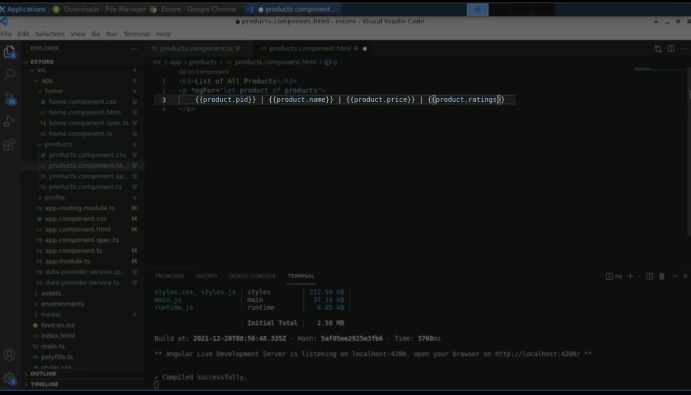 Applications Downloads - File Manager Estore - Google Chrome products.component....
products.component.html - estore - Visual Studio Code
File Edit Selection View Go Run Terminal Help
EXPLORER ... products.component.ts U products.component.html U
ESTORE src > app > products > products.component.html > p
src
app
home
home.component.css U
home.component.html U
home.component.spec.ts U
home.component.ts U
products
products.component.css U
products.component.ht... U
products.component.sp... U
products.component.ts U
profile
app-routing.module.ts M
app.component.css M
app.component.html M
app.component.spec.ts
app.component.ts M
app.module.ts M
data-provider.service.sp... U
data-provider.service.ts U
assets
environments
model
favicon.ico
index.html
main.ts
polyfills.ts
styles.css
OUTLINE
TIMELINE
Go to component
1 <h3>List of All Products</h3>
2 <p *ngFor="let product of products">
3 {{product.pid}} | {{product.name}} | {{product.price}} | {{product.ratings}}
4 </p>
PROBLEMS OUTPUT DEBUG CONSOLE TERMINAL ng
styles.css, styles.js | styles | 212.50 kB |
main.js | main | 37.14 kB |
runtime.js | runtime | 6.85 kB |
| Initial Total | 2.58 MB
Build at: 2021-12-20T08:56:48.335Z - Hash: 5af65ee2925e3fb6 - Time: 3708ms
** Angular Live Development Server is listening on localhost:4200, open your browser on http://localhost:4200/ **
✔ Compiled successfully.